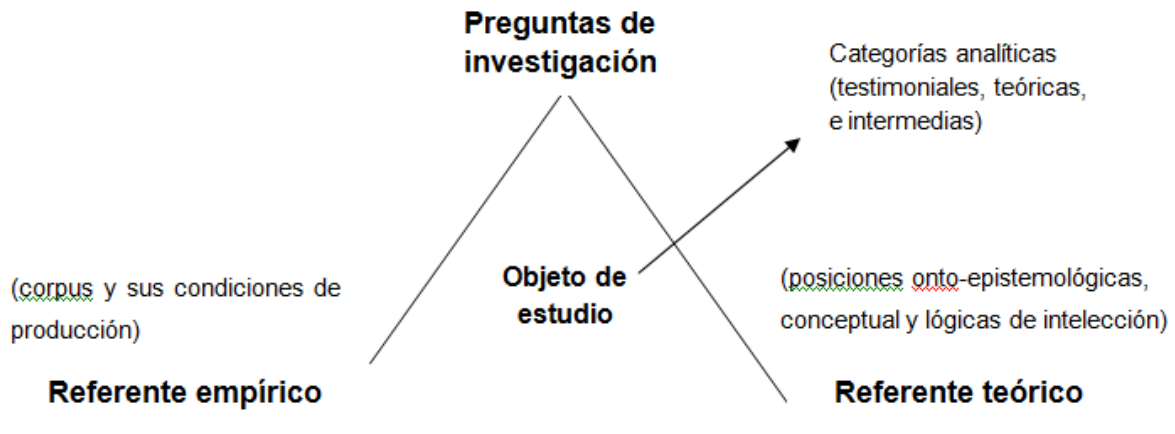 Preguntas de
investigación
Categorías analíticas
(testimoniales, teóricas,
e intermedias)
Objeto de
estudio
(corpus y sus condiciones de
producción)
Referente empírico
(posiciones onto-epistemológicas,
conceptual y lógicas de intelección)
Referente teórico